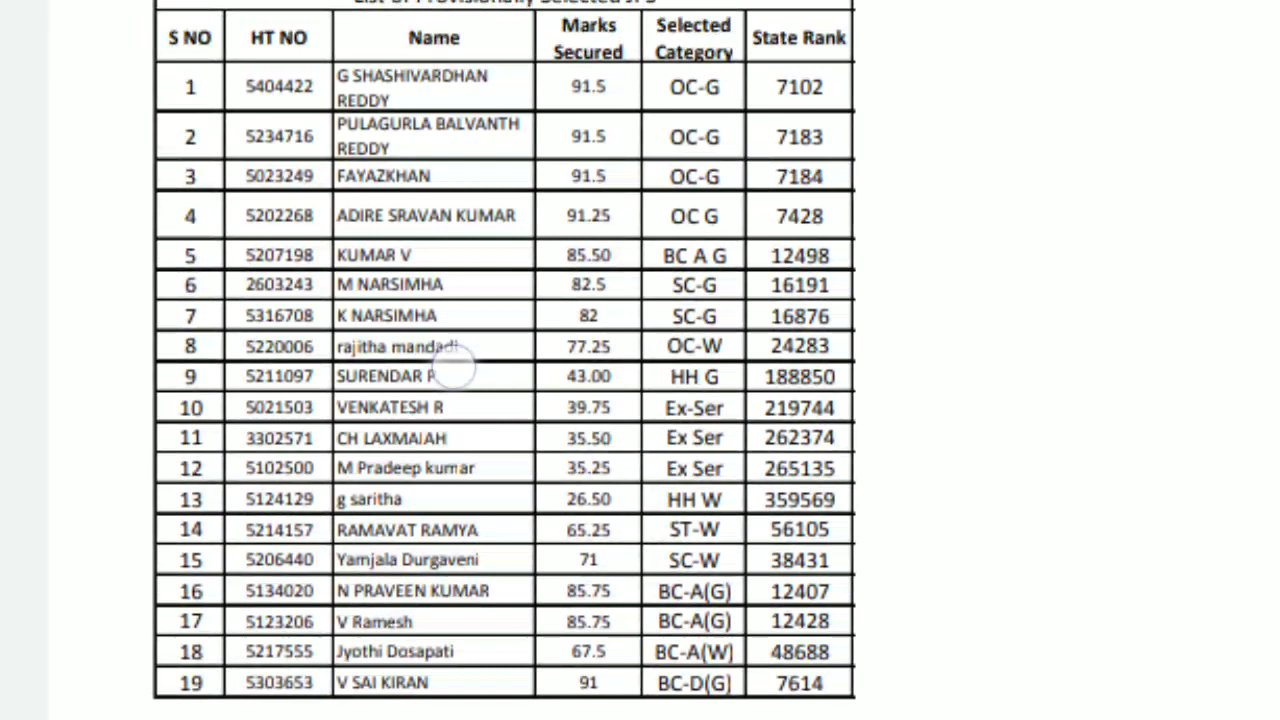 List of Provisionally Selected JPS
S NO HT NO Name Marks Secured Selected Category State Rank
1 5404422 G SHASHIVARDHAN REDDY 91.5 OC-G 7102
2 5234716 PULAGURLA BALVANTH REDDY 91.5 OC-G 7183
3 5023249 FAYAZKHAN 91.5 OC-G 7184
4 5202268 ADIRE SRAVAN KUMAR 91.25 OC G 7428
5 5207198 KUMAR V 85.50 BC A G 12498
6 2603243 M NARSIMHA 82.5 SC-G 16191
7 5316708 K NARSIMHA 82 SC-G 16876
8 5220006 rajitha mandadi 77.25 OC-W 24283
9 5211097 SURENDAR P 43.00 HH G 188850
10 5021503 VENKATESH R 39.75 Ex-Ser 219744
11 3302571 CH LAXMAIAH 35.50 Ex Ser 262374
12 5102500 M Pradeep kumar 35.25 Ex Ser 265135
13 5124129 g saritha 26.50 HH W 359569
14 5214157 RAMAVAT RAMYA 65.25 ST-W 56105
15 5206440 Yamjala Durgaveni 71 SC-W 38431
16 5134020 N PRAVEEN KUMAR 85.75 BC-A(G) 12407
17 5123206 V Ramesh 85.75 BC-A(G) 12428
18 5217555 Jyothi Dosapati 67.5 BC-A(W) 48688
19 5303653 V SAI KIRAN 91 BC-D(G) 7614